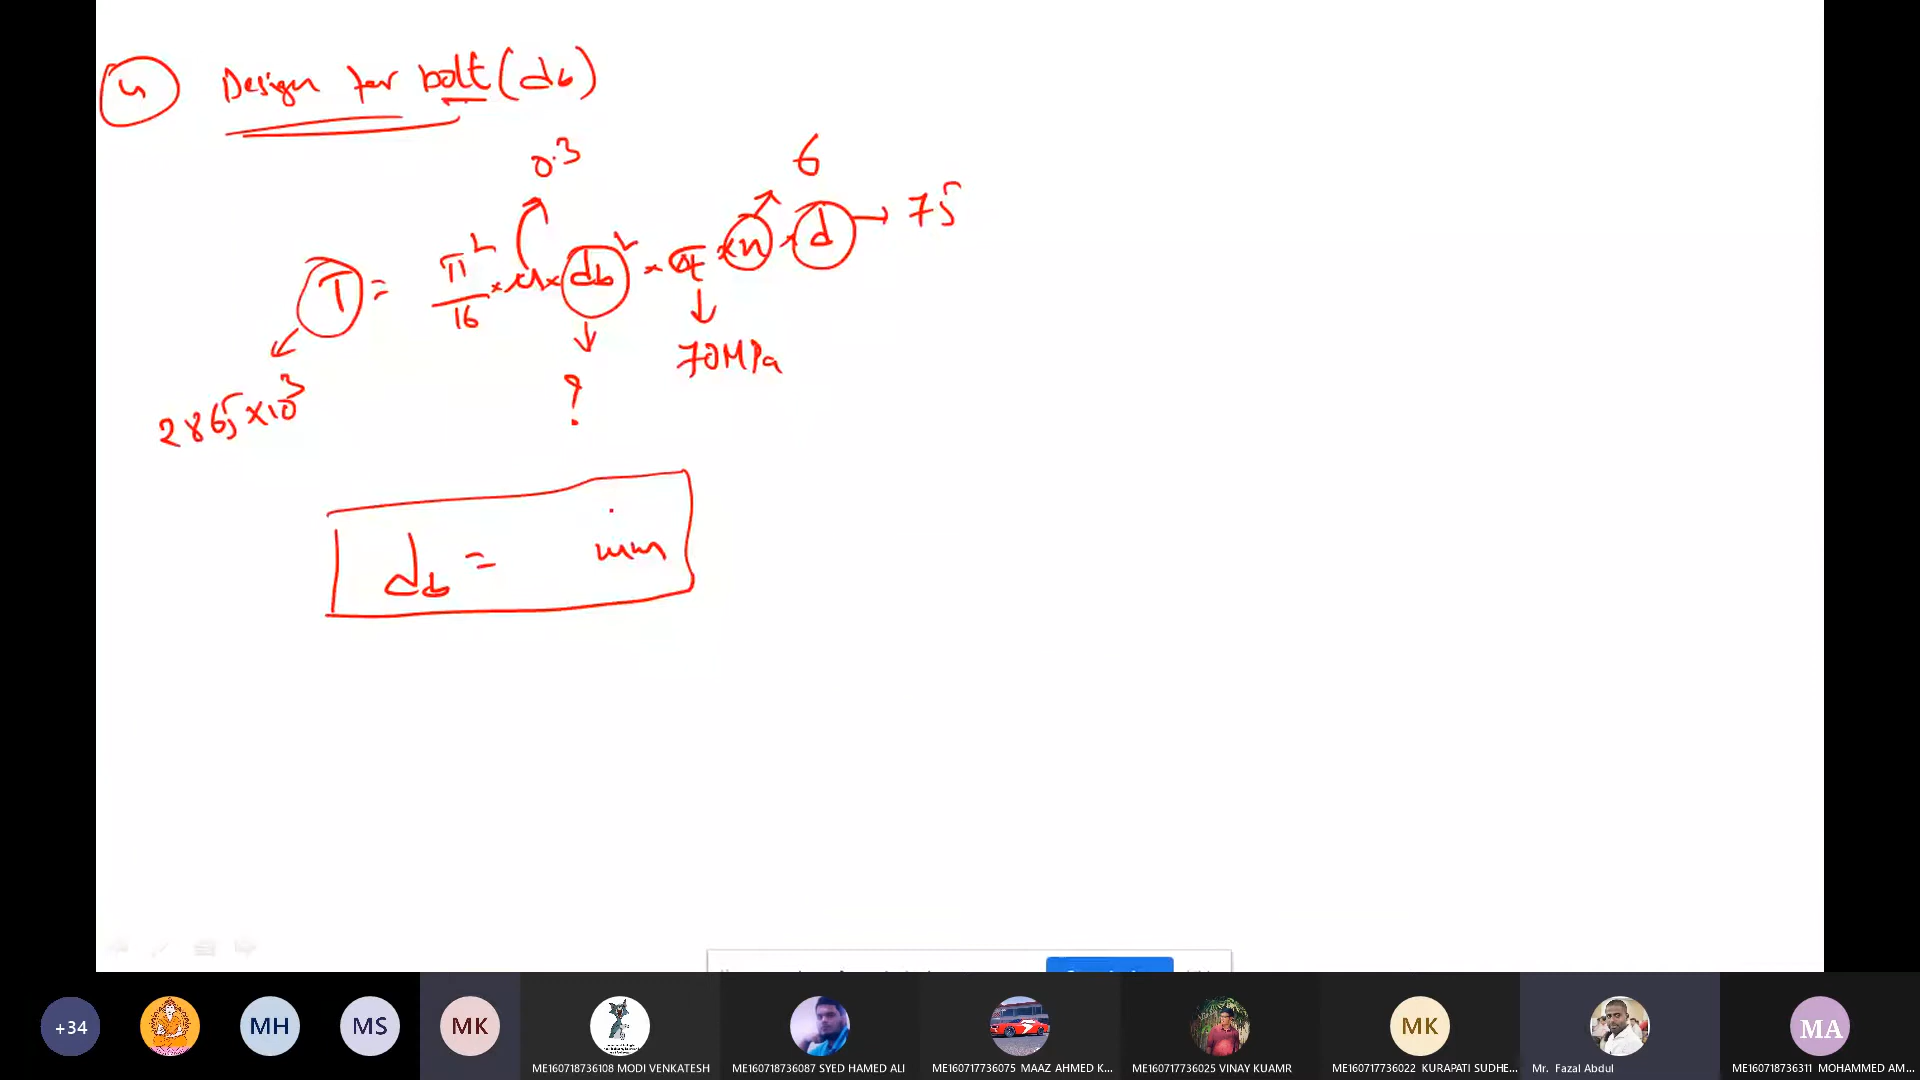 4 Design for bolt (db)
0.3 6
T = π²/16 × μ × db² × σt × n × d → 75
70MPa
2865×10³ ?
db = mm
+34 MH MS MK MK MA
ME160718736108 MODI VENKATESH ME160718736087 SYED HAMED ALI ME160717736075 MAAZ AHMED K... ME160717736025 VINAY KUAMR ME160717736022 KURAPATI SUDHE... Mr. Fazal Abdul ME160718736311 MOHAMMED AM...